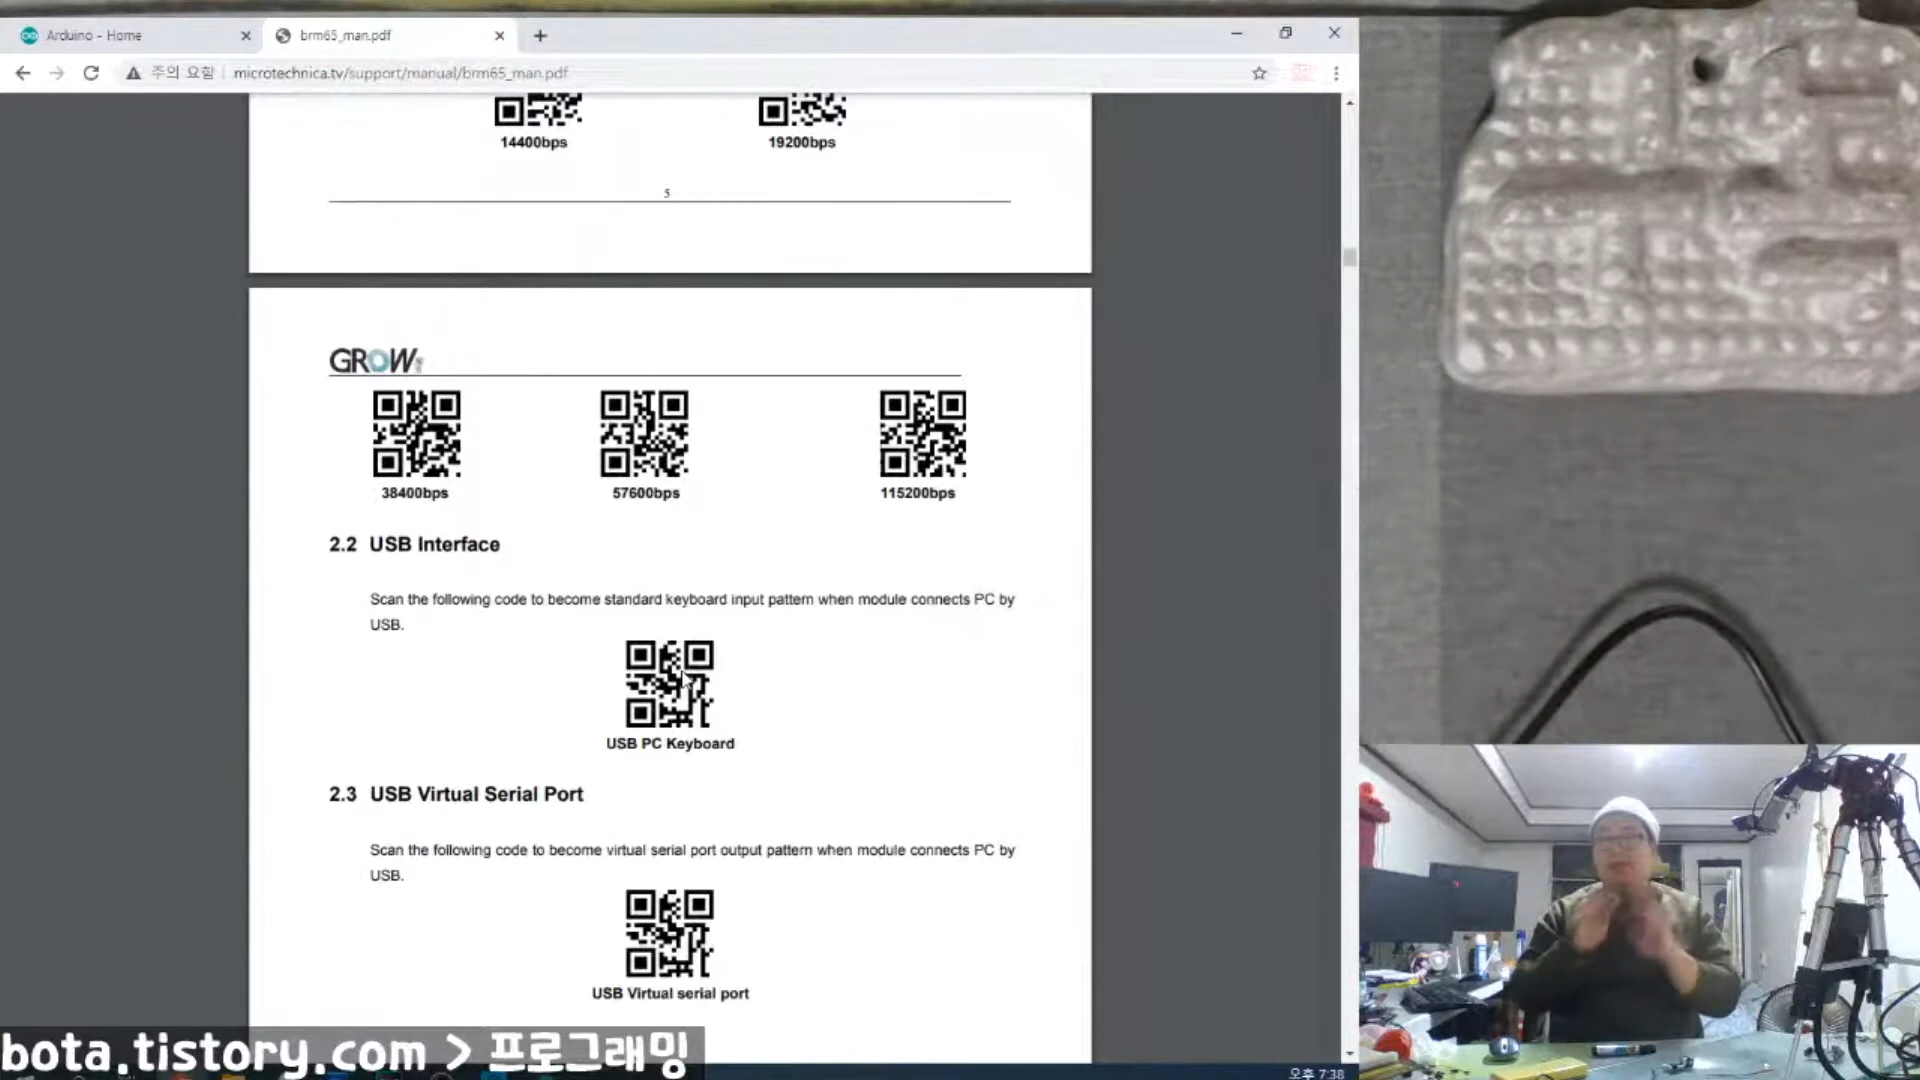 Arduino - Home
brm65_man.pdf
주의 요함
microtechnica.tv/support/manual/brm65_man.pdf
14400bps
19200bps
5
GROW
38400bps
57600bps
115200bps
2.2 USB Interface
Scan the following code to become standard keyboard input pattern when module connects PC by
USB.
USB PC Keyboard
2.3 USB Virtual Serial Port
Scan the following code to become virtual serial port output pattern when module connects PC by
USB.
USB Virtual serial port
bota.tistory.com > 프로그래밍
오후 7:38